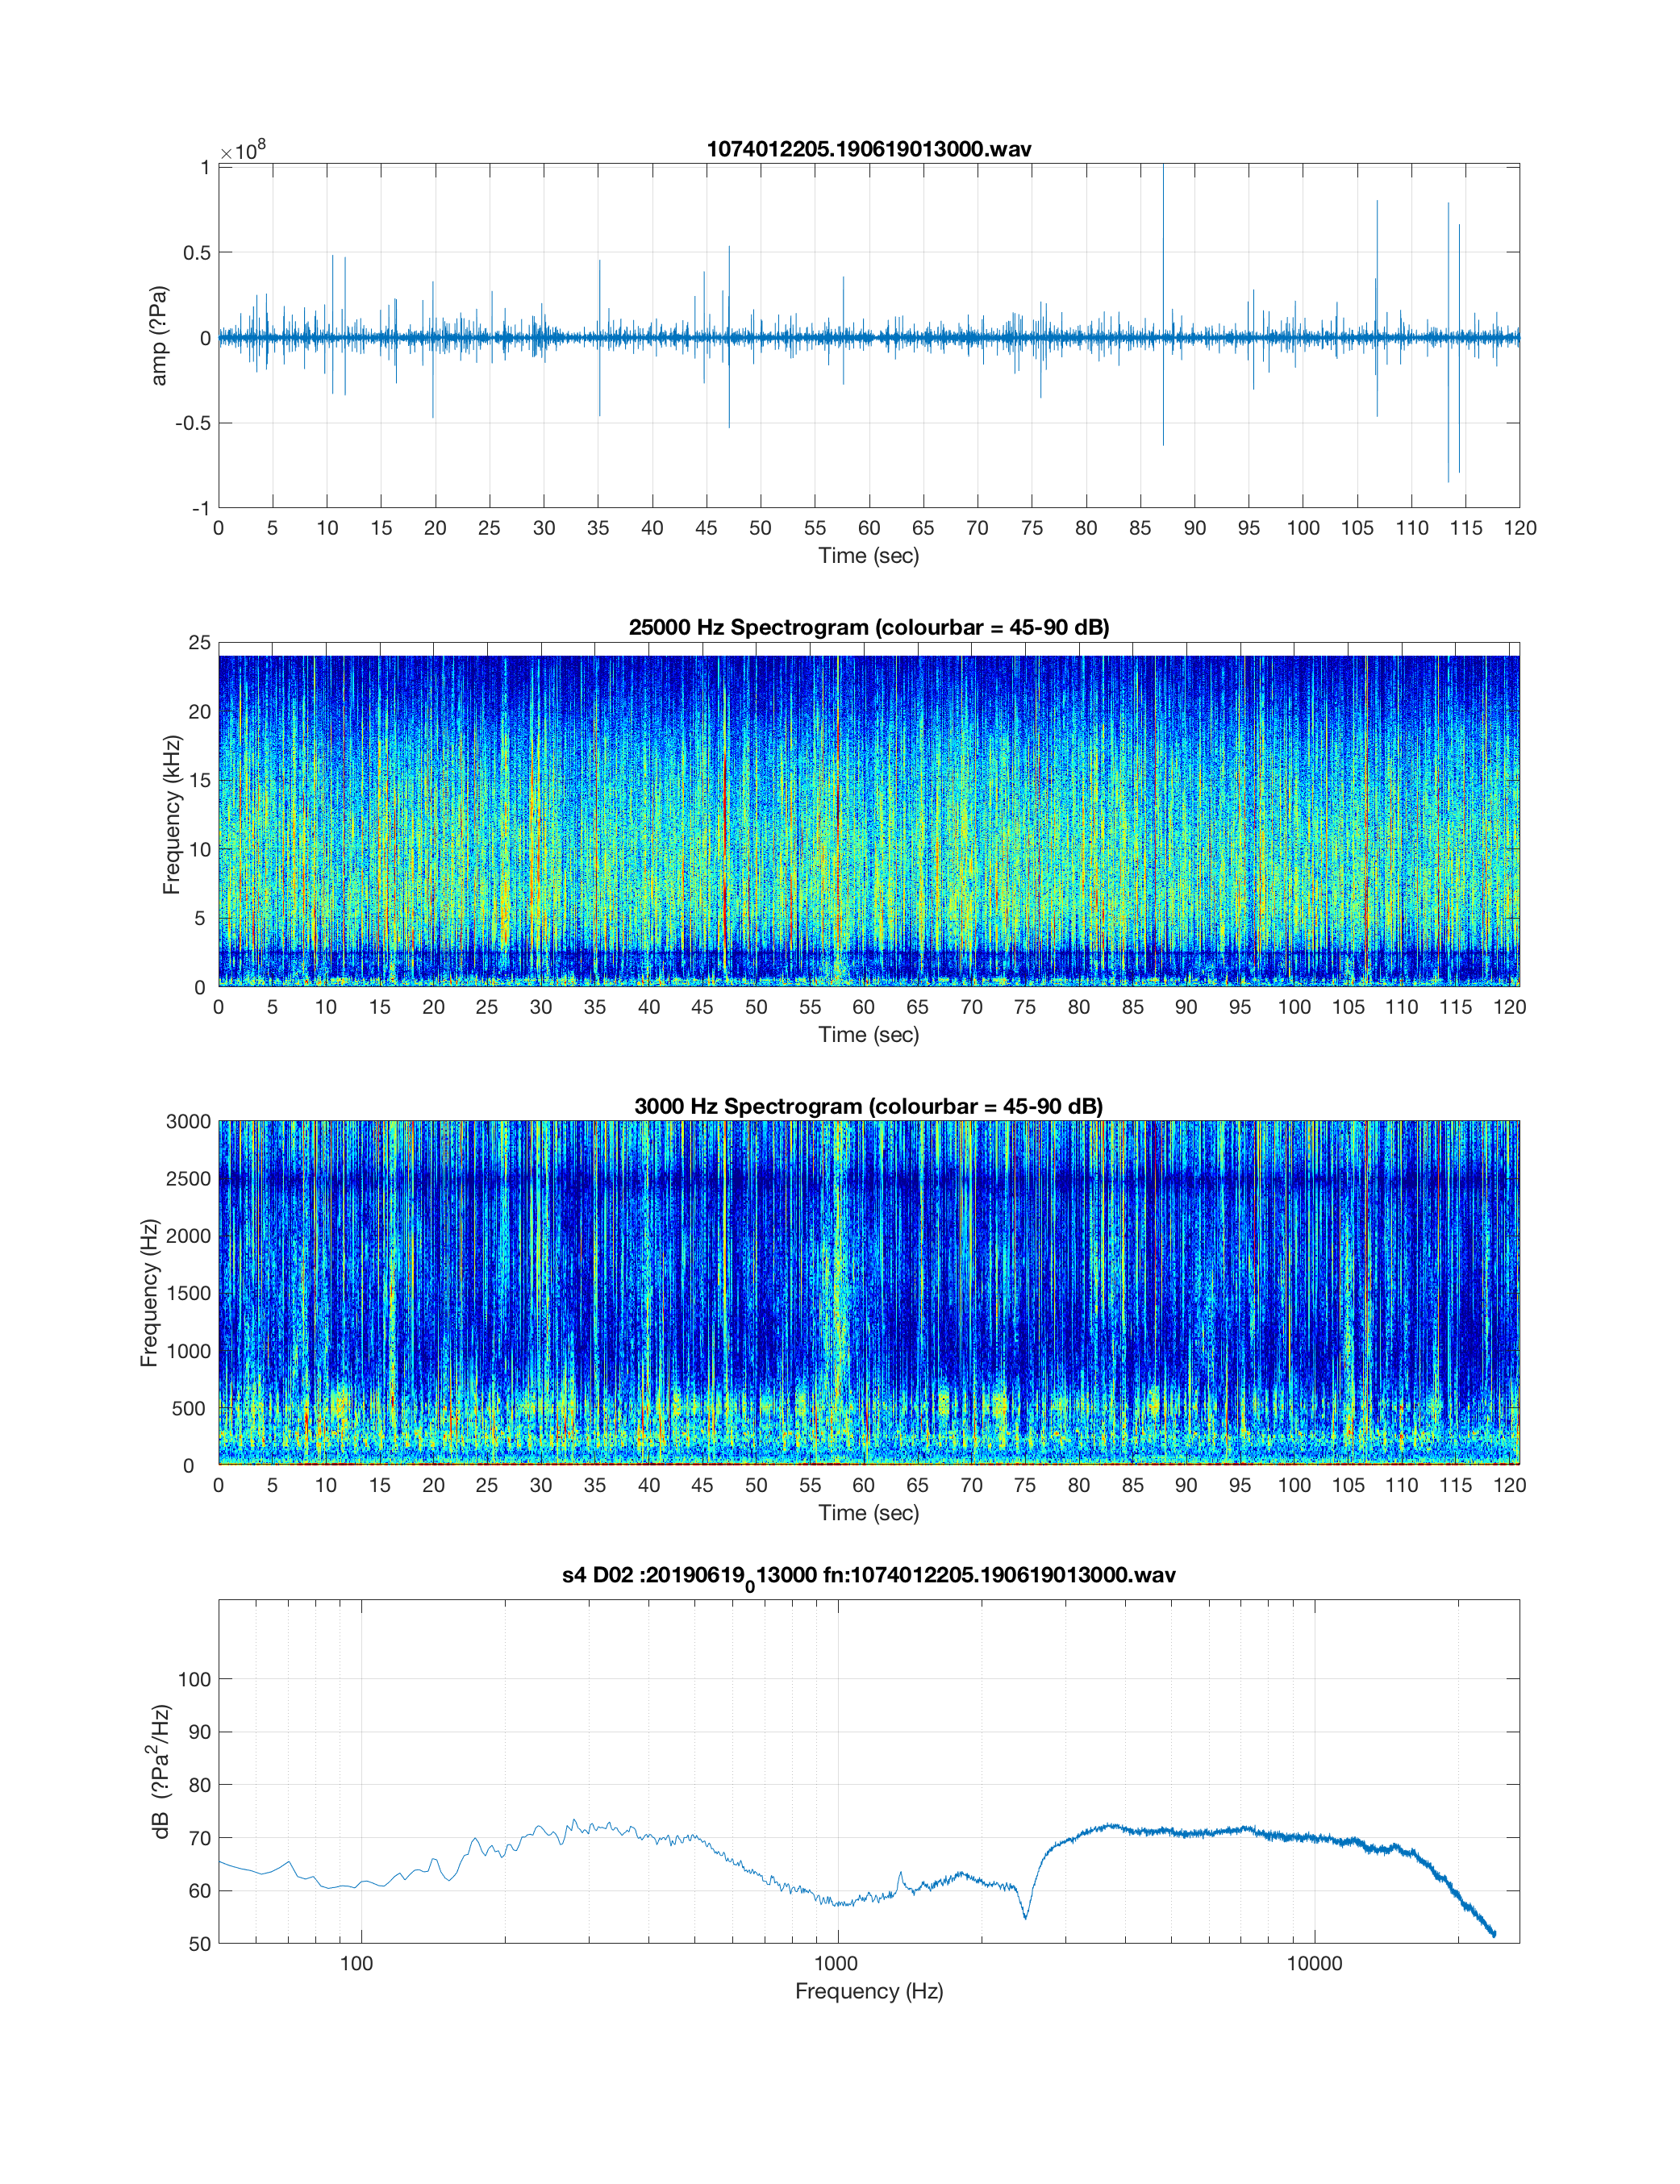 1074012205.190619013000.wav
×10^8
1
0.5
0
-0.5
-1
amp (?Pa)
0 5 10 15 20 25 30 35 40 45 50 55 60 65 70 75 80 85 90 95 100 105 110 115 120
Time (sec)
25000 Hz Spectrogram (colourbar = 45-90 dB)
25
20
15
10
5
0
Frequency (kHz)
0 5 10 15 20 25 30 35 40 45 50 55 60 65 70 75 80 85 90 95 100 105 110 115 120
Time (sec)
3000 Hz Spectrogram (colourbar = 45-90 dB)
3000
2500
2000
1500
1000
500
0
Frequency (Hz)
0 5 10 15 20 25 30 35 40 45 50 55 60 65 70 75 80 85 90 95 100 105 110 115 120
Time (sec)
s4 D02 :20190619_013000 fn:1074012205.190619013000.wav
100
90
80
70
60
50
dB (?Pa^2/Hz)
100 1000 10000
Frequency (Hz)